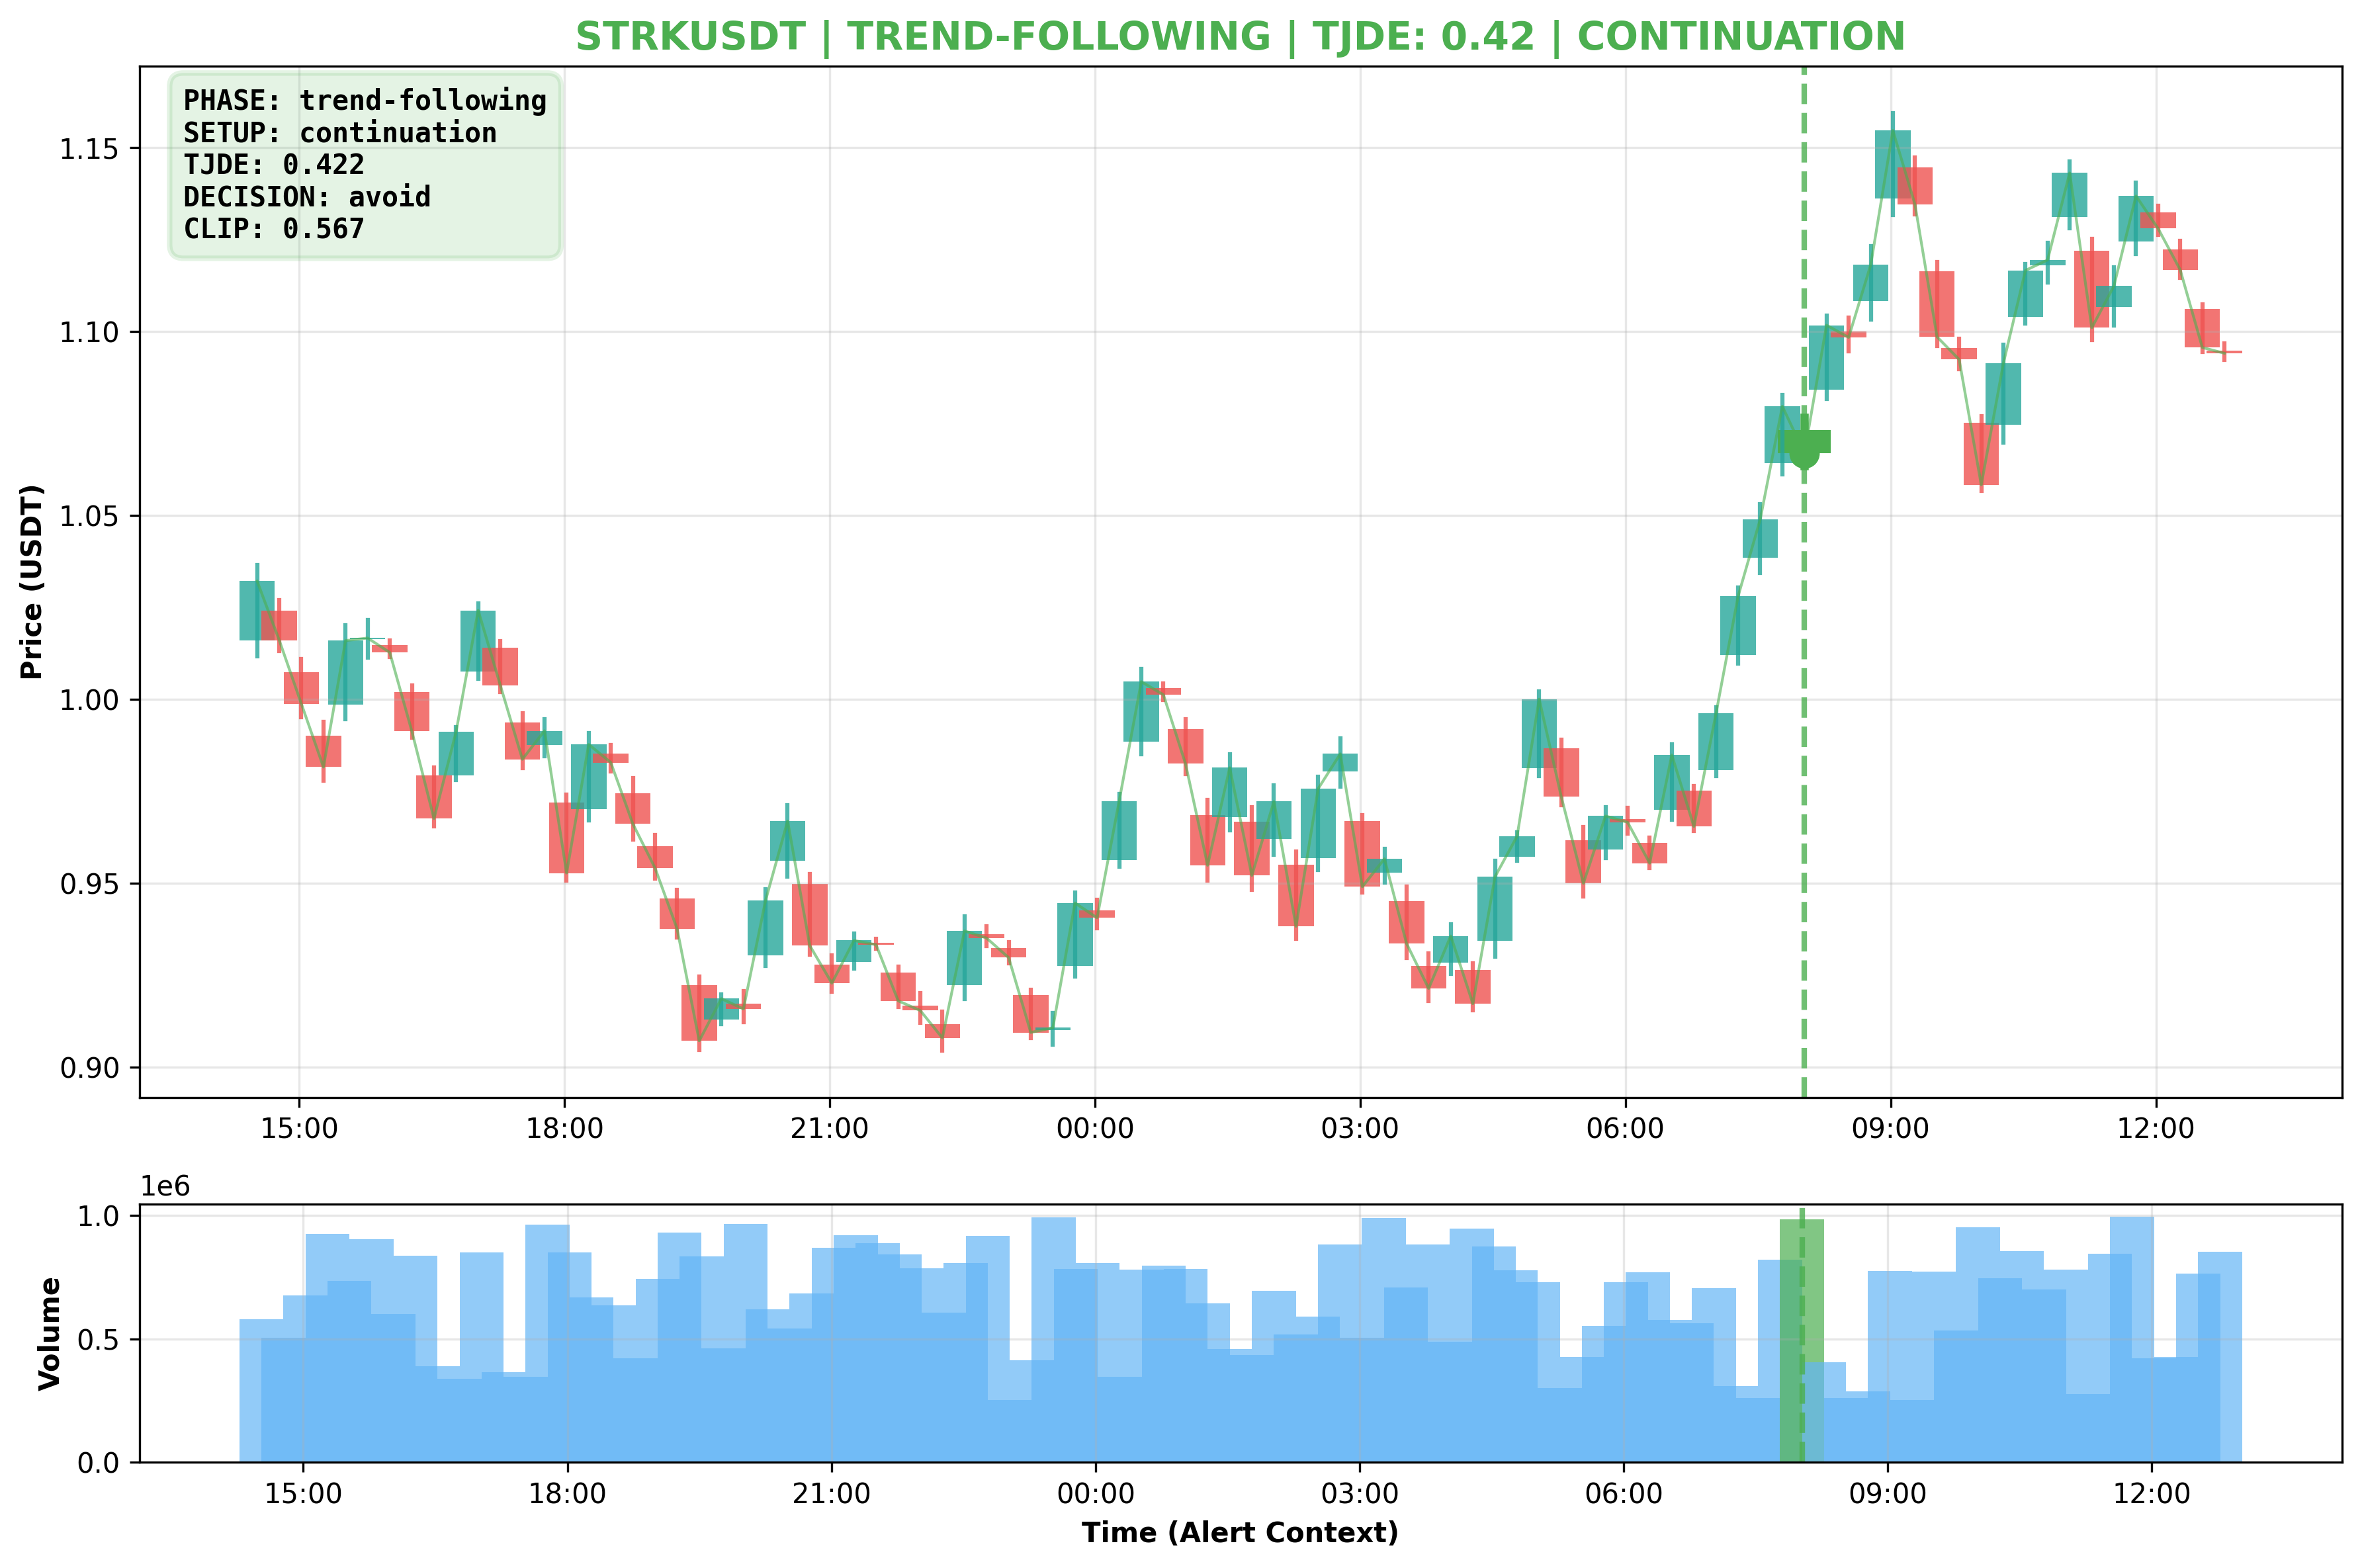 STRKUSDT | TREND-FOLLOWING | TJDE: 0.42 | CONTINUATION
PHASE: trend-following
SETUP: continuation
TJDE: 0.422
DECISION: avoid
CLIP: 0.567
Price (USDT)
1.15
1.10
1.05
1.00
0.95
0.90
15:00 18:00 21:00 00:00 03:00 06:00 09:00 12:00
1e6
Volume
1.0
0.5
0.0
15:00 18:00 21:00 00:00 03:00 06:00 09:00 12:00
Time (Alert Context)